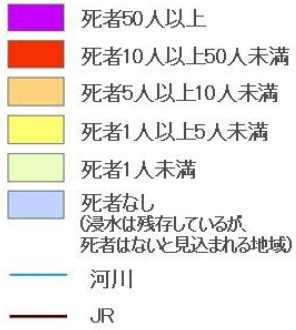 死者50人以上
死者10人以上50人未満
死者5人以上10人未満
死者1人以上5人未満
死者1人未満
死者なし
(浸水は残存しているが、
死者はないと見込まれる地域)
河川
JR